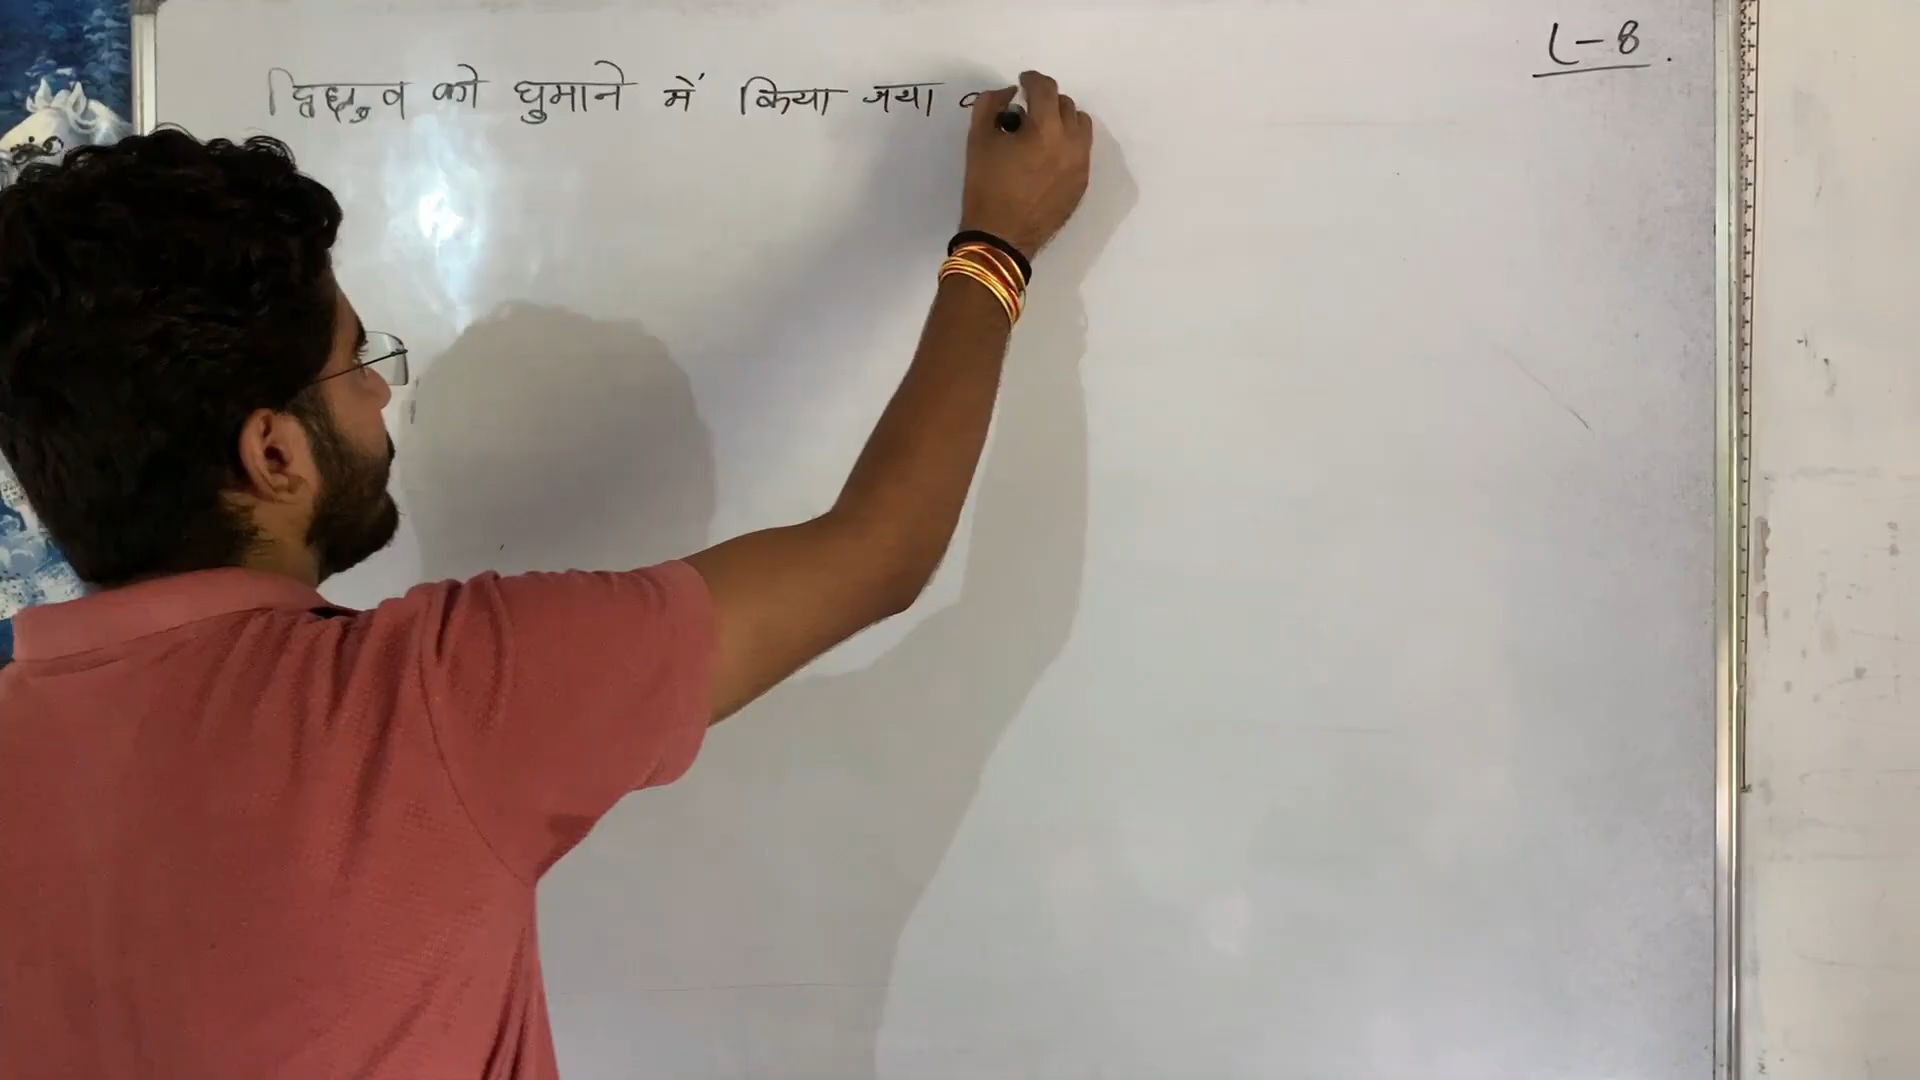 L-8.
द्विध्रुव को घुमाने में किया गया